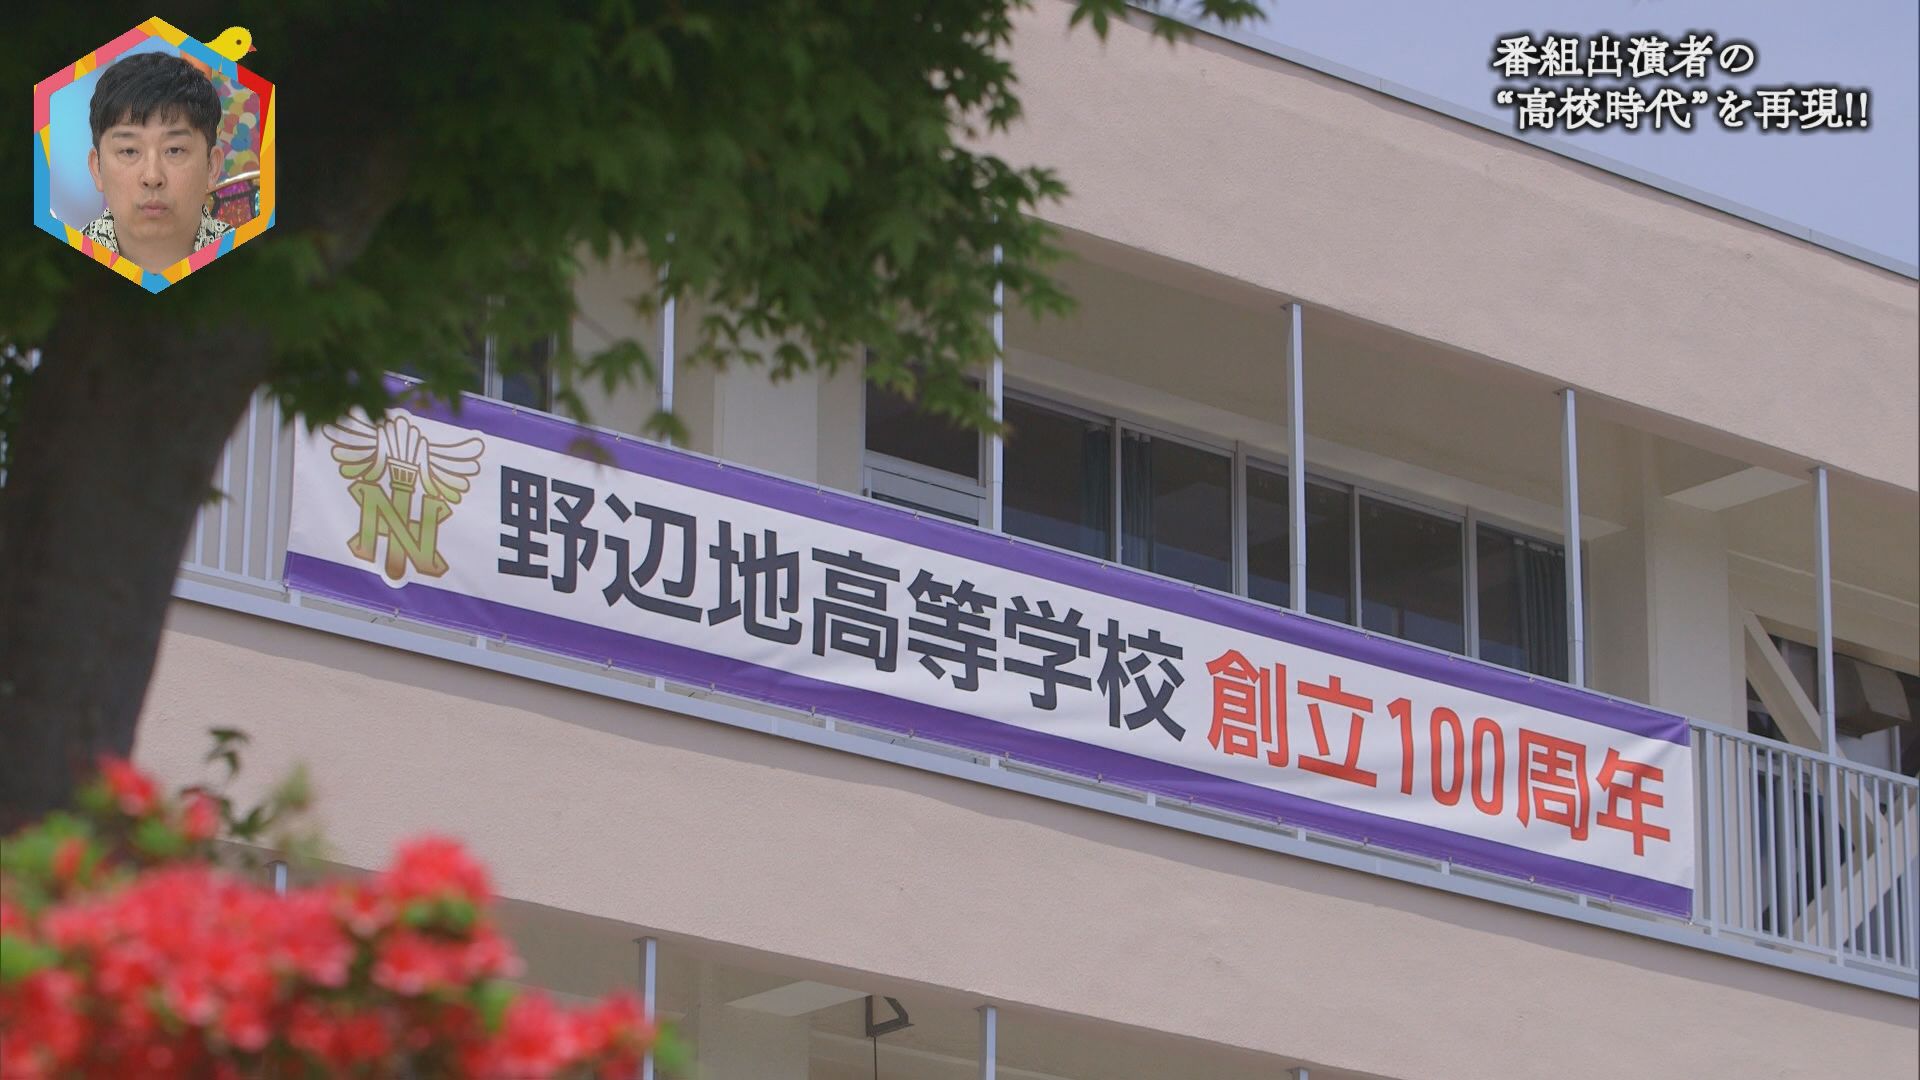 番組出演者の
“高校時代”を再現!!
野辺地高等学校 創立100周年
N